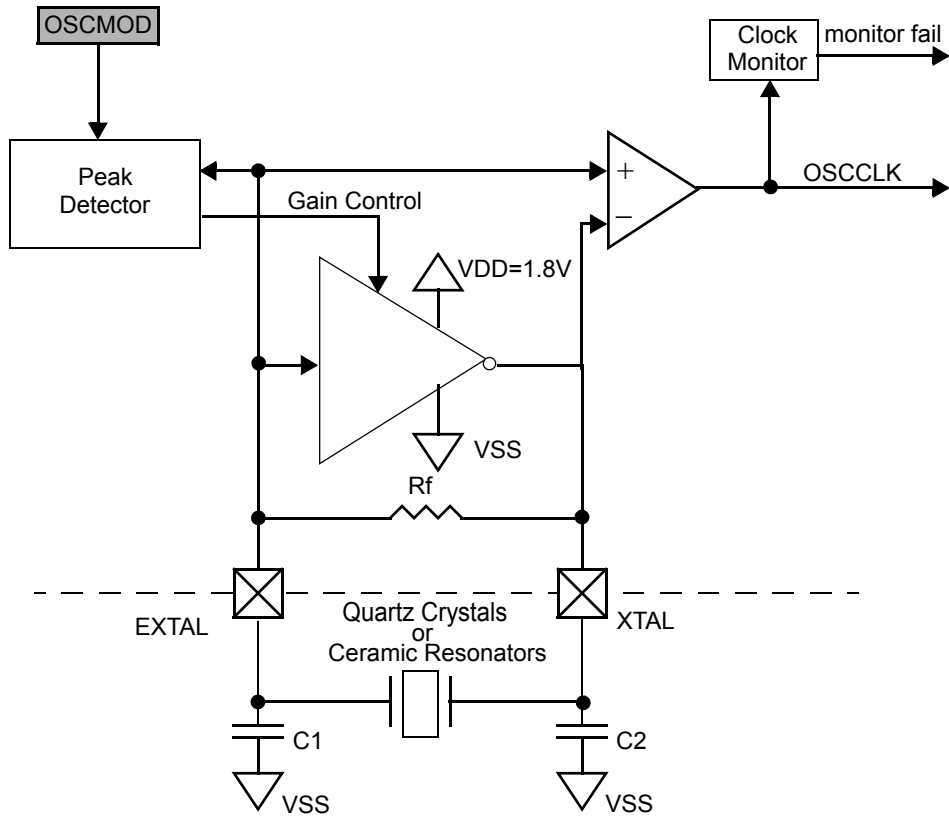 OSCMOD
Clock
Monitor
monitor fail
Peak
Detector
+
OSCCLK
Gain Control
−
VDD=1.8V
VSS
Rf
EXTAL
Quartz Crystals
or
Ceramic Resonators
XTAL
C1
C2
VSS
VSS